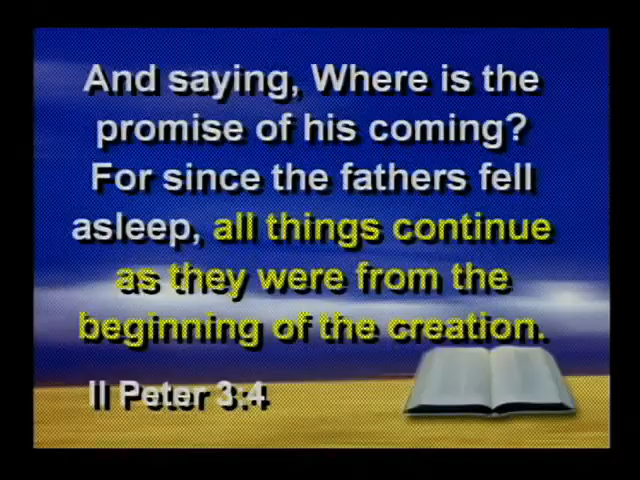 And saying, Where is the
promise of his coming?
For since the fathers fell
asleep, all things continue
as they were from the
beginning of the creation.
II Peter 3:4